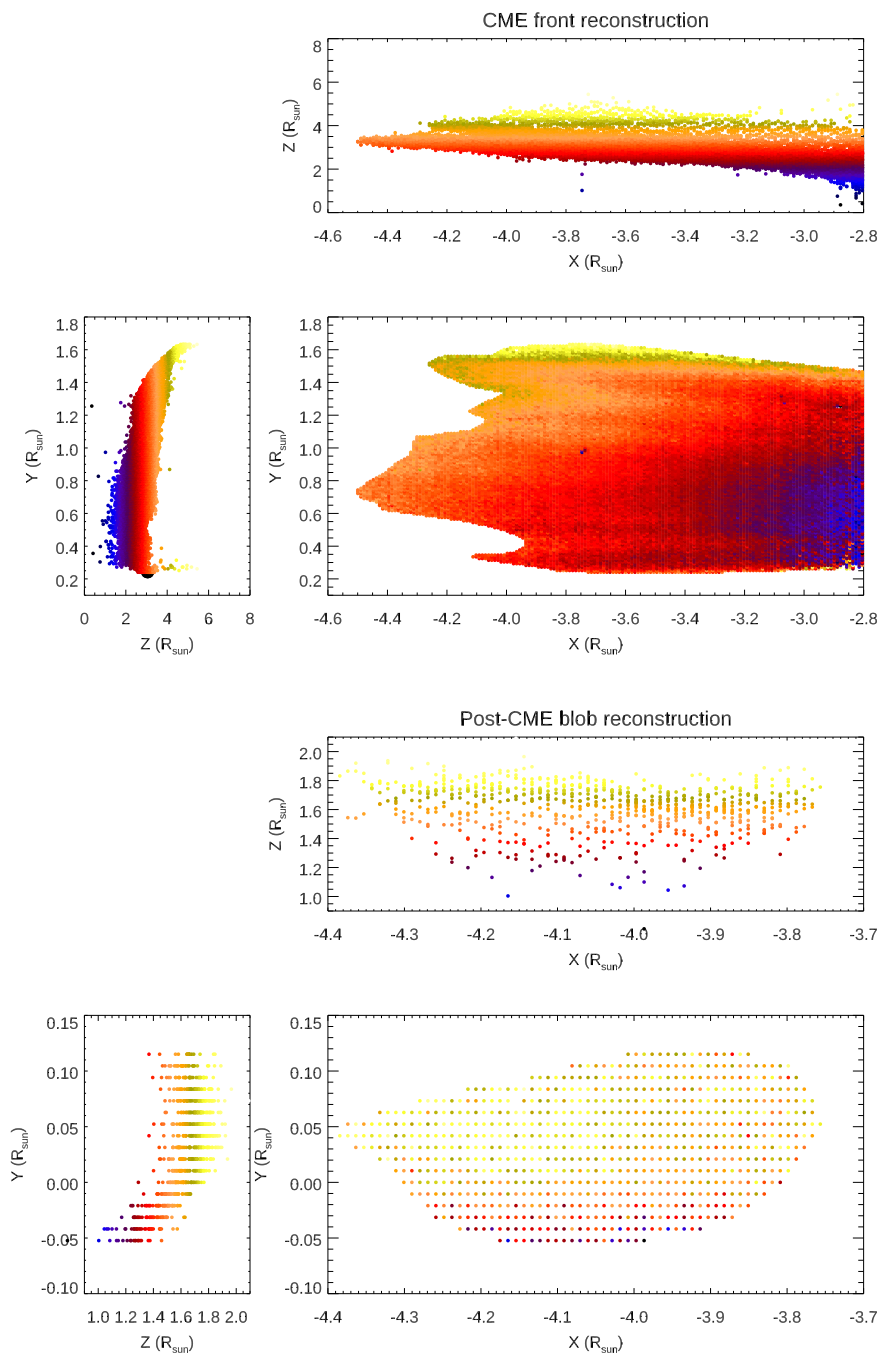 CME front reconstruction
8
6
4
2
0
Z (R_sun)
-4.6 -4.4 -4.2 -4.0 -3.8 -3.6 -3.4 -3.2 -3.0 -2.8
X (R_sun)
1.8
1.6
1.4
1.2
1.0
0.8
0.6
0.4
0.2
Y (R_sun)
0 2 4 6 8
Z (R_sun)
1.8
1.6
1.4
1.2
1.0
0.8
0.6
0.4
0.2
Y (R_sun)
-4.6 -4.4 -4.2 -4.0 -3.8 -3.6 -3.4 -3.2 -3.0 -2.8
X (R_sun)
Post-CME blob reconstruction
2.0
1.8
1.6
1.4
1.2
1.0
Z (R_sun)
-4.4 -4.3 -4.2 -4.1 -4.0 -3.9 -3.8 -3.7
X (R_sun)
0.15
0.10
0.05
0.00
-0.05
-0.10
Y (R_sun)
1.0 1.2 1.4 1.6 1.8 2.0
Z (R_sun)
0.15
0.10
0.05
0.00
-0.05
-0.10
Y (R_sun)
-4.4 -4.3 -4.2 -4.1 -4.0 -3.9 -3.8 -3.7
X (R_sun)